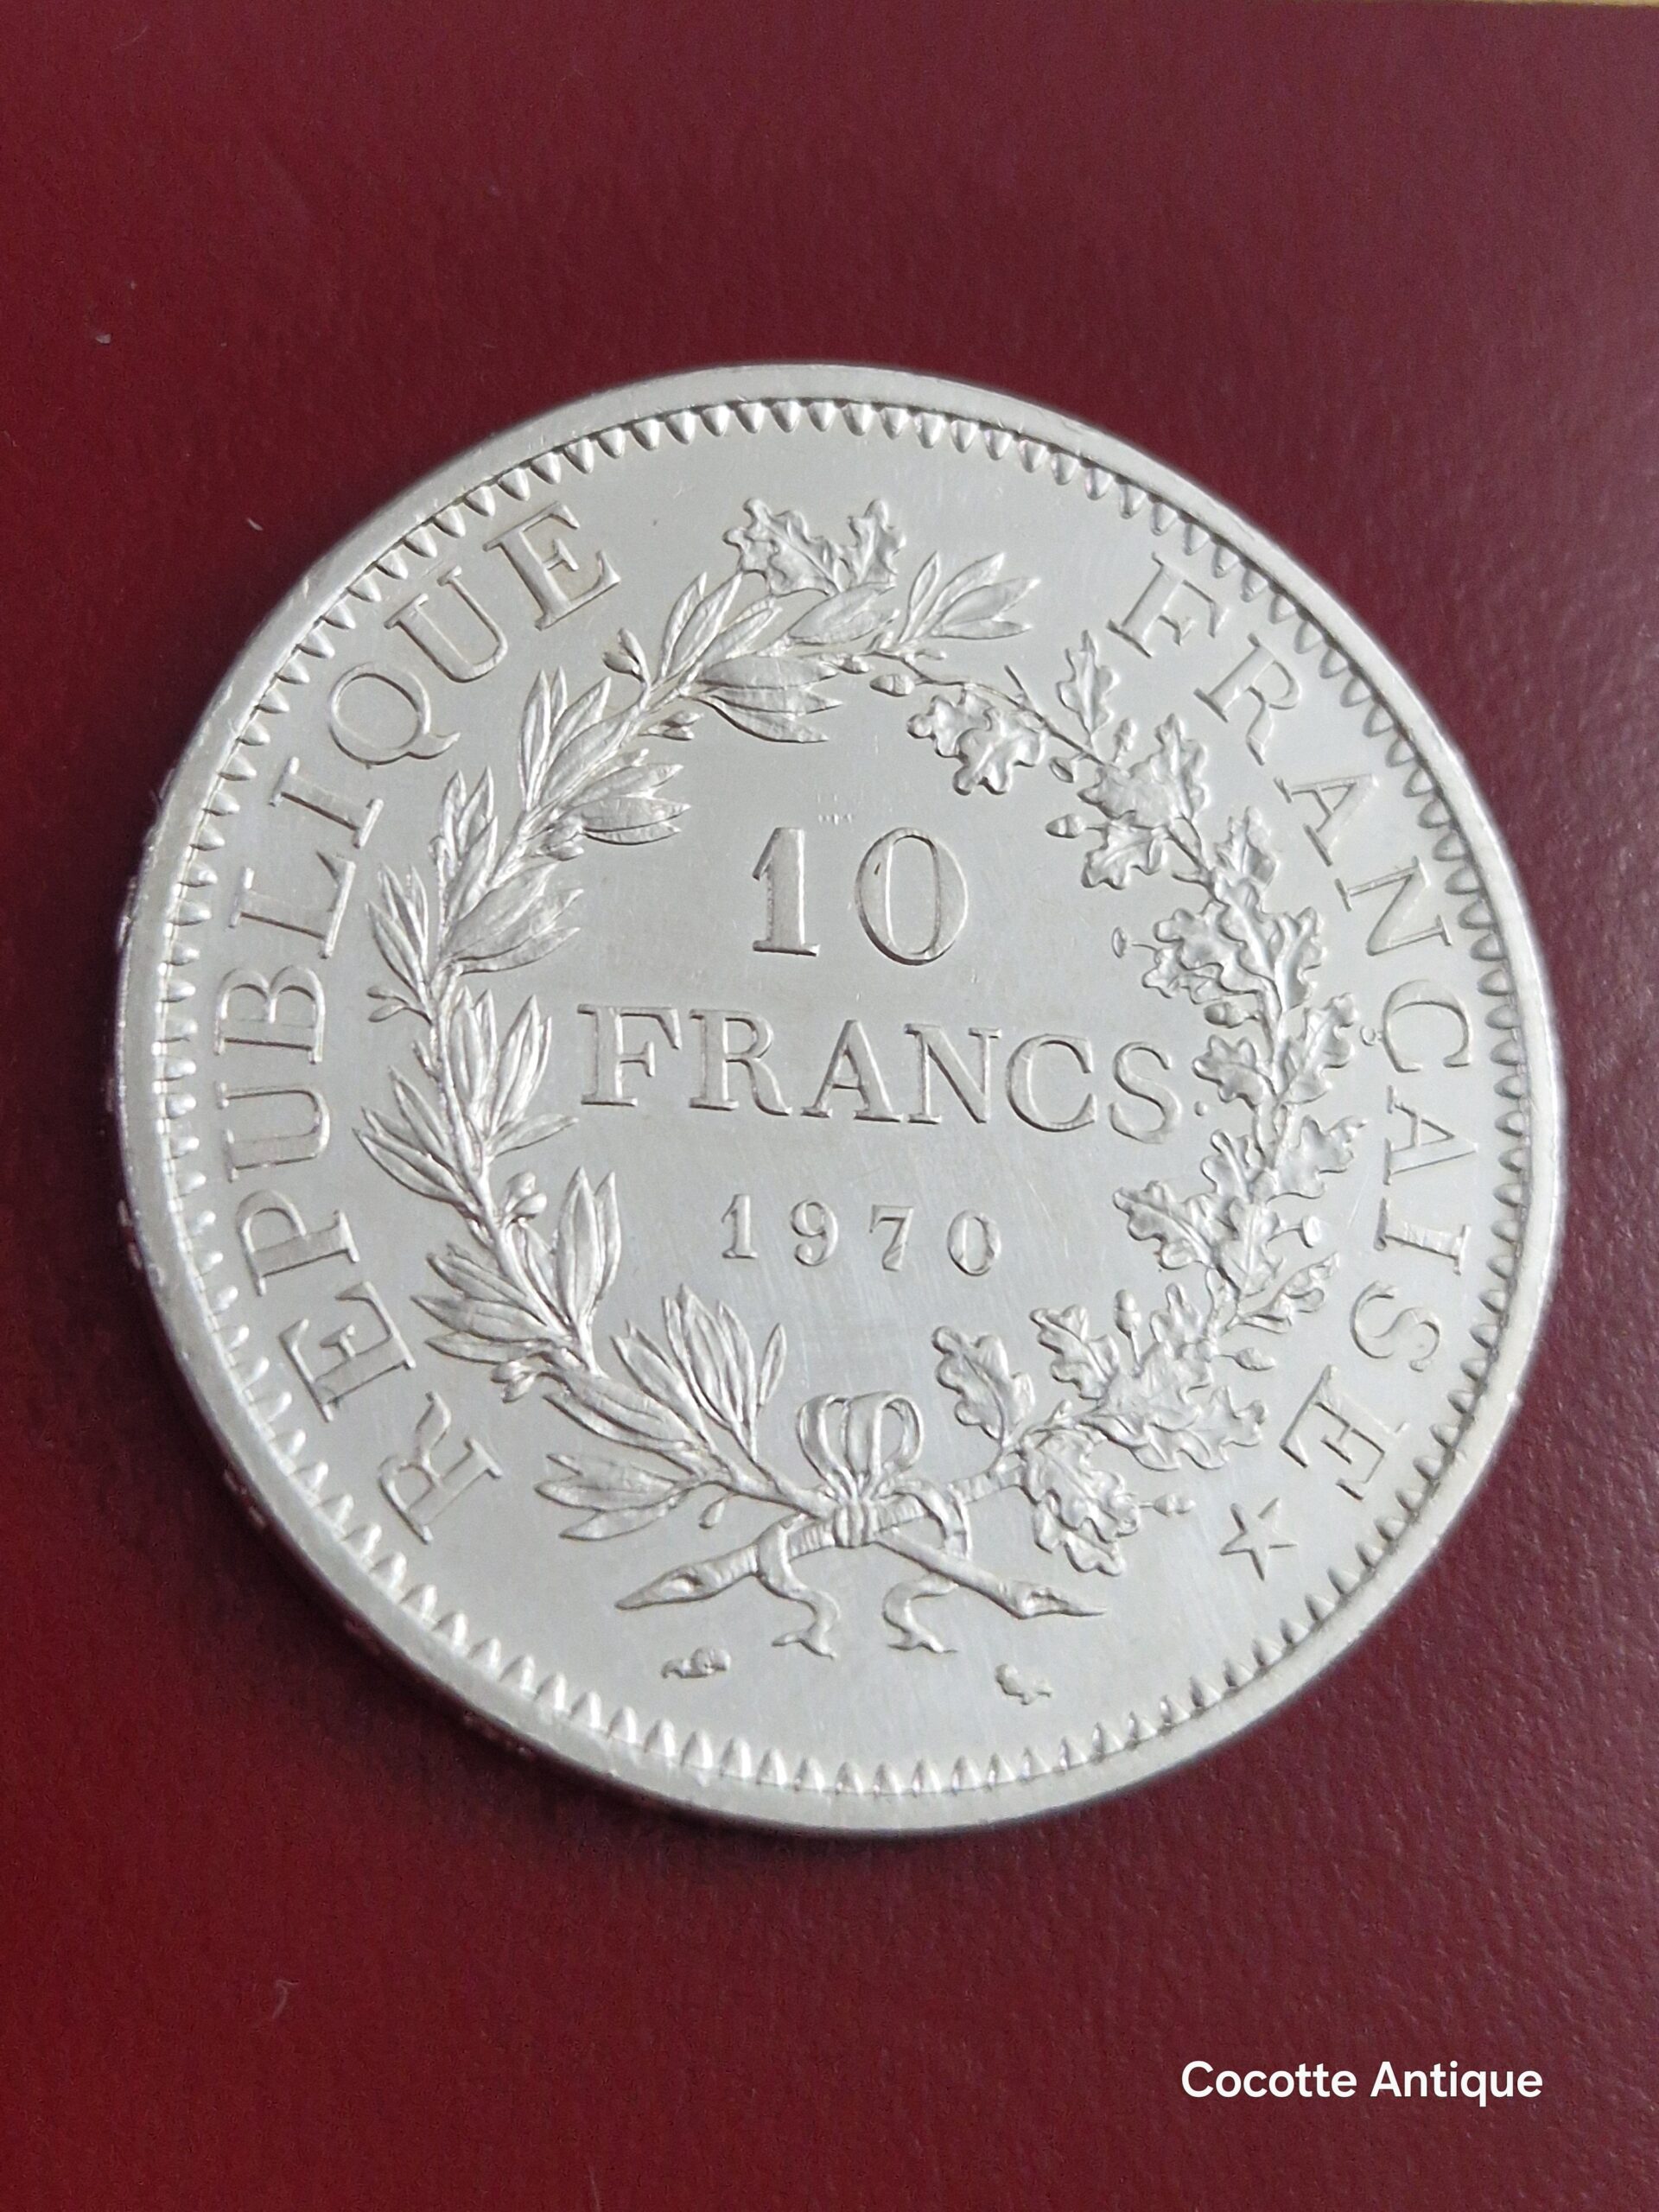 REPUBLIQUE FRANÇAISE
10
FRANCS
1970
Cocotte Antique